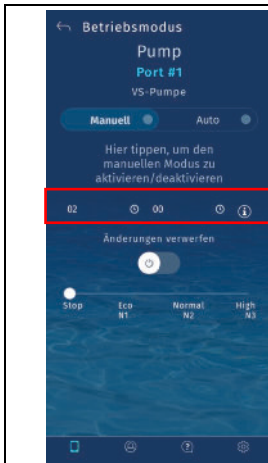 Betriebsmodus
Pump
Port #1
VS-Pumpe
Manuell Auto
Hier tippen, um den
manuellen Modus zu
aktivieren/deaktivieren
02 00
Änderungen verwerfen
Stop Eco Normal High
N1 N2 N3